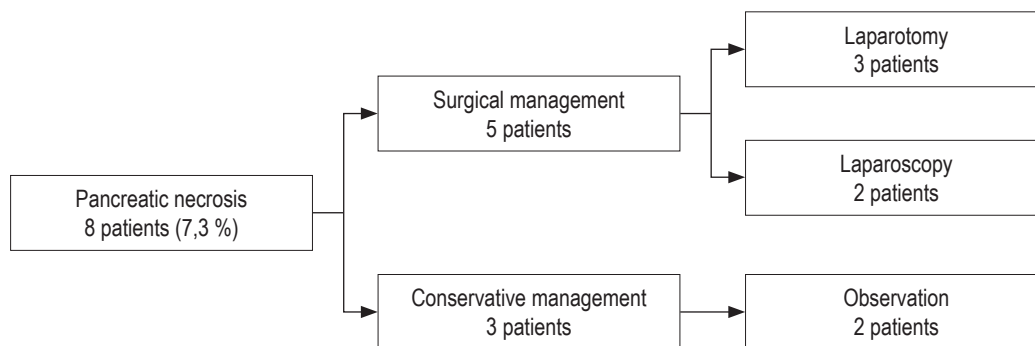 Laparotomy
3 patients
Surgical management
5 patients
Laparoscopy
2 patients
Pancreatic necrosis
8 patients (7,3 %)
Conservative management
3 patients
Observation
2 patients